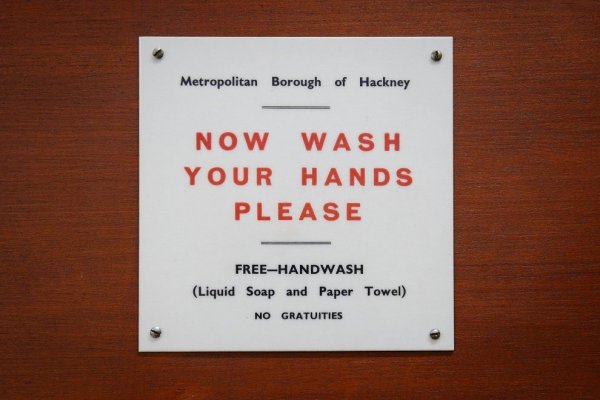 Metropolitan Borough of Hackney
NOW WASH
YOUR HANDS
PLEASE
FREE—HANDWASH
(Liquid Soap and Paper Towel)
NO GRATUITIES